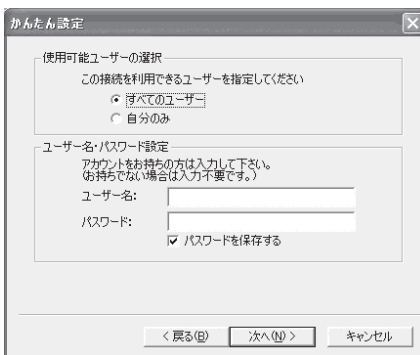 かんたん設定
使用可能ユーザーの選択
この接続を利用できるユーザーを指定してください
すべてのユーザー
自分のみ
ユーザー名・パスワード設定
アカウントをお持ちの方は入力して下さい。
(お持ちでない場合は入力不要です。)
ユーザー名:
パスワード:
パスワードを保存する
< 戻る(B)
次へ(N) >
キャンセル